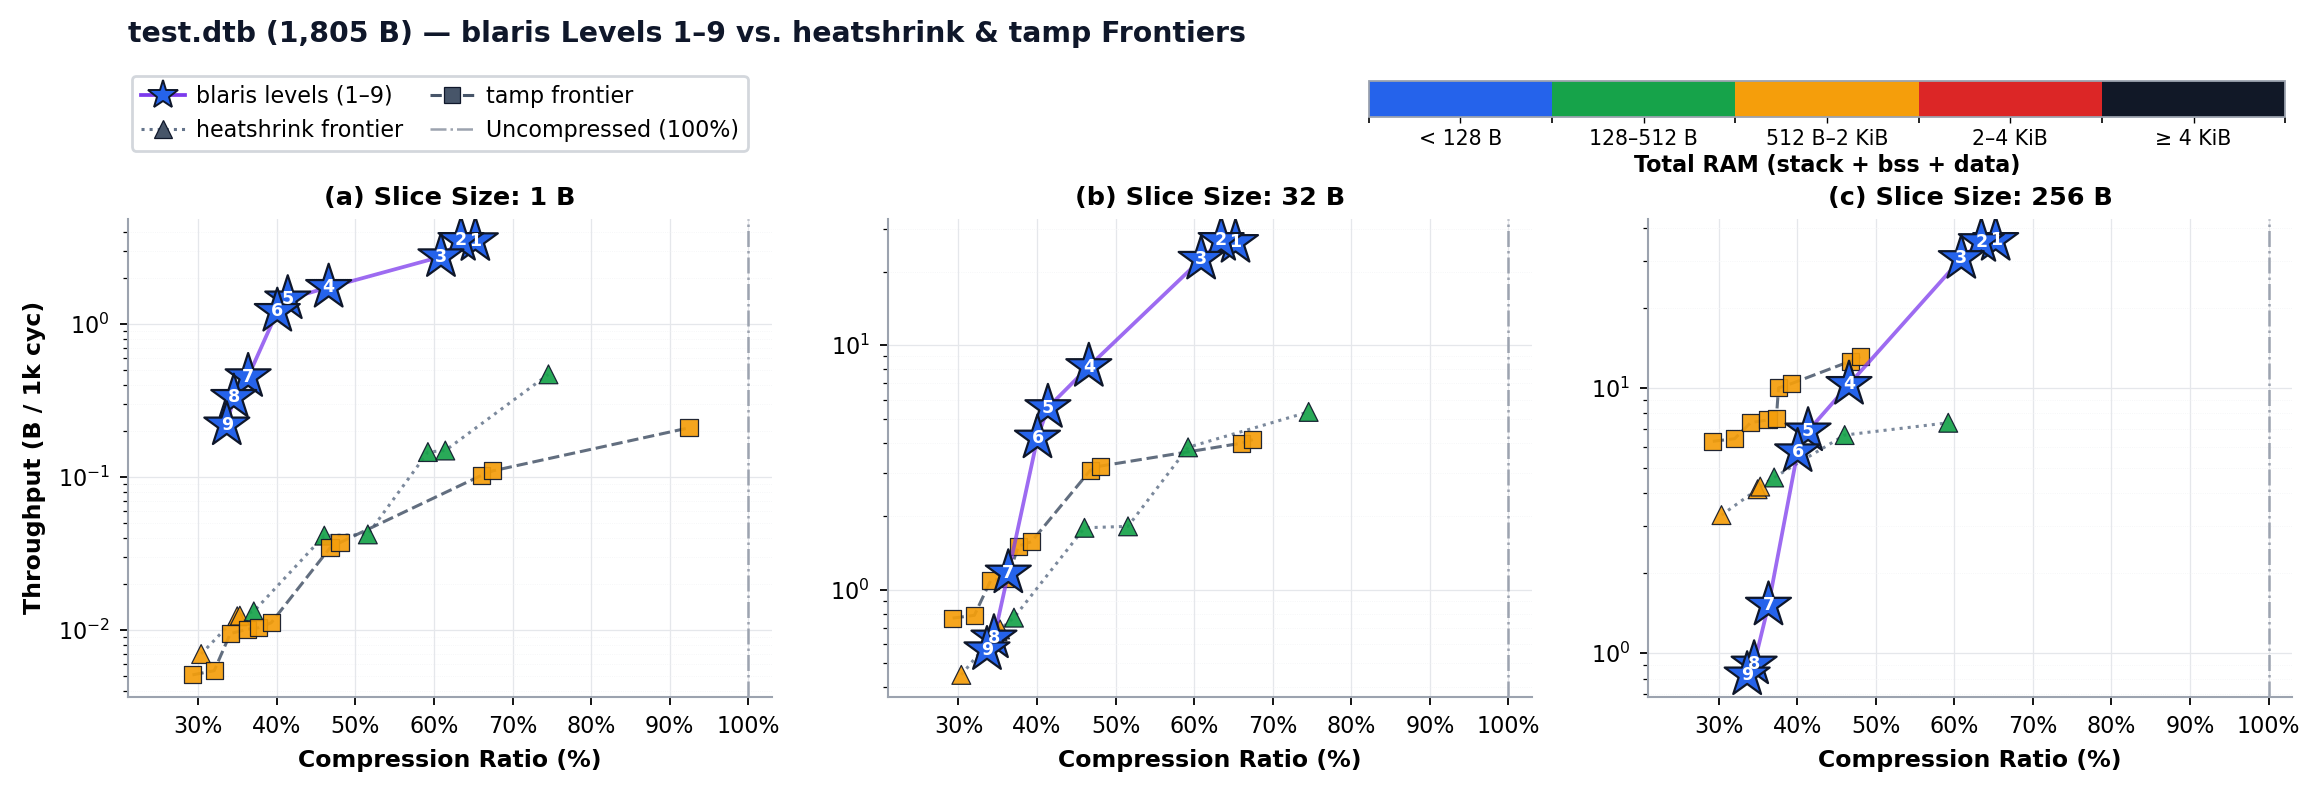 test.dtb (1,805 B) — blaris Levels 1–9 vs. heatshrink & tamp Frontiers
blaris levels (1–9)
heatshrink frontier
tamp frontier
Uncompressed (100%)
< 128 B 128–512 B 512 B–2 KiB 2–4 KiB ≥ 4 KiB
Total RAM (stack + bss + data)
(a) Slice Size: 1 B
Throughput (B / 1k cyc)
10⁰
10⁻¹
10⁻²
1
2
3
4
5
6
7
8
9
30% 40% 50% 60% 70% 80% 90% 100%
Compression Ratio (%)
(b) Slice Size: 32 B
10¹
10⁰
1
2
3
4
5
6
7
8
9
30% 40% 50% 60% 70% 80% 90% 100%
Compression Ratio (%)
(c) Slice Size: 256 B
10¹
10⁰
1
2
3
4
5
6
7
8
9
30% 40% 50% 60% 70% 80% 90% 100%
Compression Ratio (%)